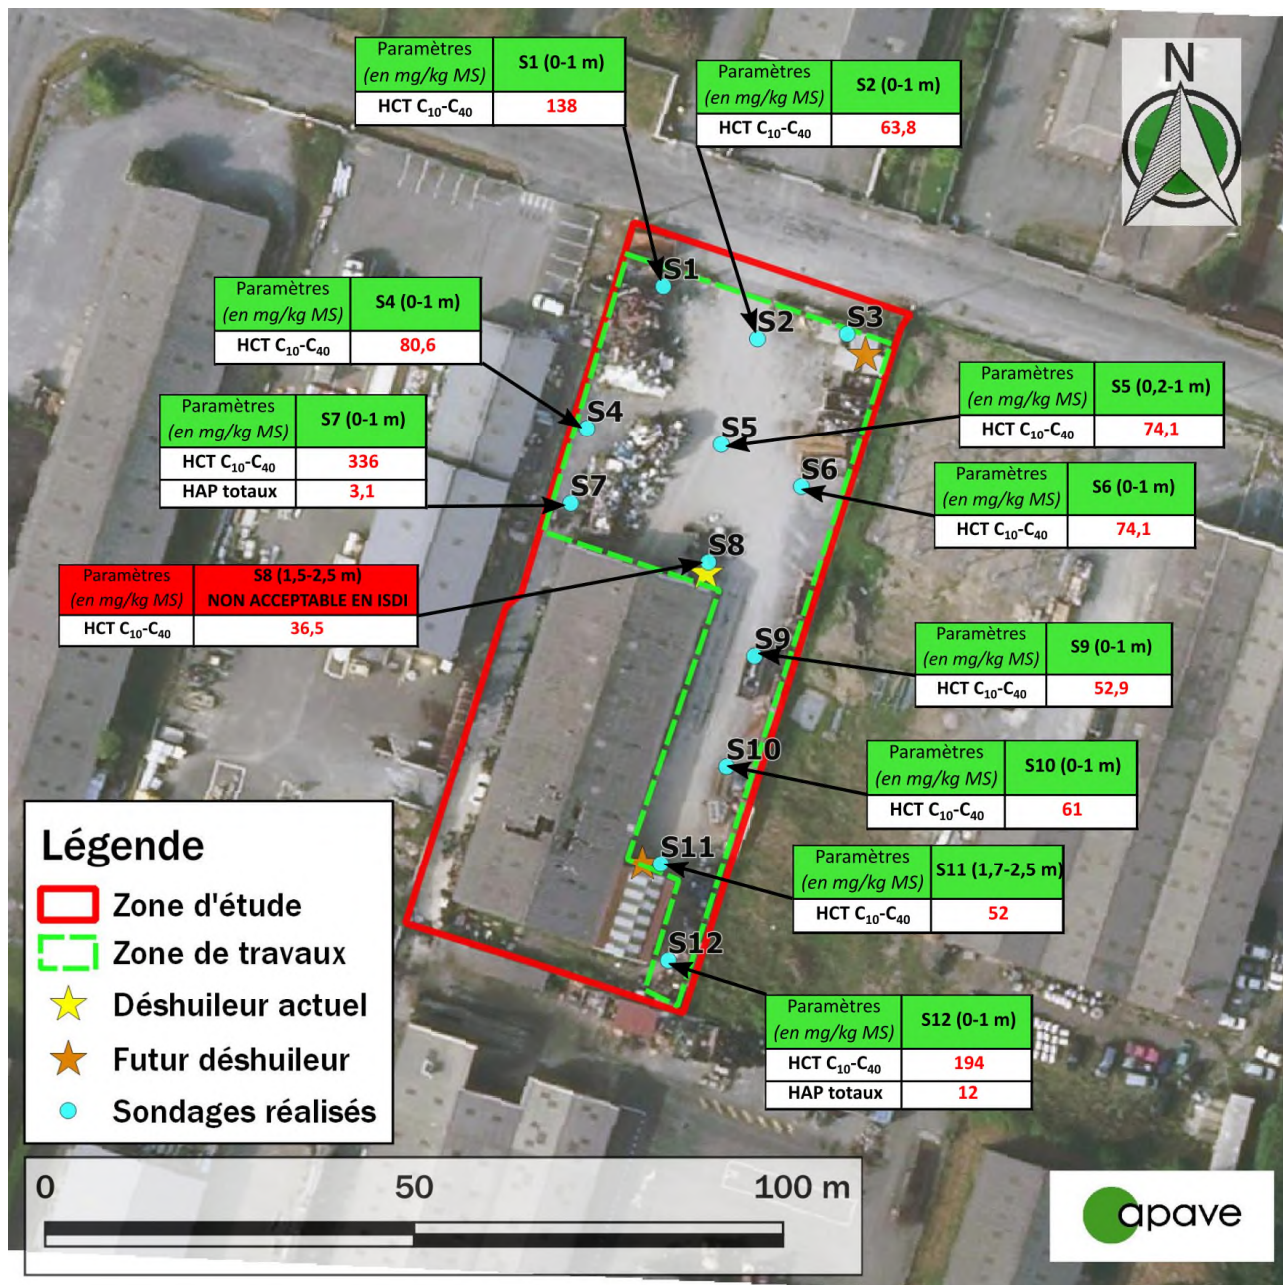 Paramètres
(en mg/kg MS)
S1 (0-1 m)
HCT C₁₀-C₄₀
138
Paramètres
(en mg/kg MS)
S2 (0-1 m)
HCT C₁₀-C₄₀
63,8
N
Paramètres
(en mg/kg MS)
S4 (0-1 m)
HCT C₁₀-C₄₀
80,6
S1
S2
S3
Paramètres
(en mg/kg MS)
S5 (0,2-1 m)
HCT C₁₀-C₄₀
74,1
Paramètres
(en mg/kg MS)
S7 (0-1 m)
HCT C₁₀-C₄₀
336
HAP totaux
3,1
S4
S5
S6
S7
Paramètres
(en mg/kg MS)
S6 (0-1 m)
HCT C₁₀-C₄₀
74,1
S8
Paramètres
(en mg/kg MS)
S8 (1,5-2,5 m)
NON ACCEPTABLE EN ISDI
HCT C₁₀-C₄₀
36,5
S9
Paramètres
(en mg/kg MS)
S9 (0-1 m)
HCT C₁₀-C₄₀
52,9
S10
Paramètres
(en mg/kg MS)
S10 (0-1 m)
HCT C₁₀-C₄₀
61
S11
Paramètres
(en mg/kg MS)
S11 (1,7-2,5 m)
HCT C₁₀-C₄₀
52
S12
Paramètres
(en mg/kg MS)
S12 (0-1 m)
HCT C₁₀-C₄₀
194
HAP totaux
12
Légende
Zone d'étude
Zone de travaux
Déshuileur actuel
Futur déshuileur
Sondages réalisés
0
50
100 m
apave